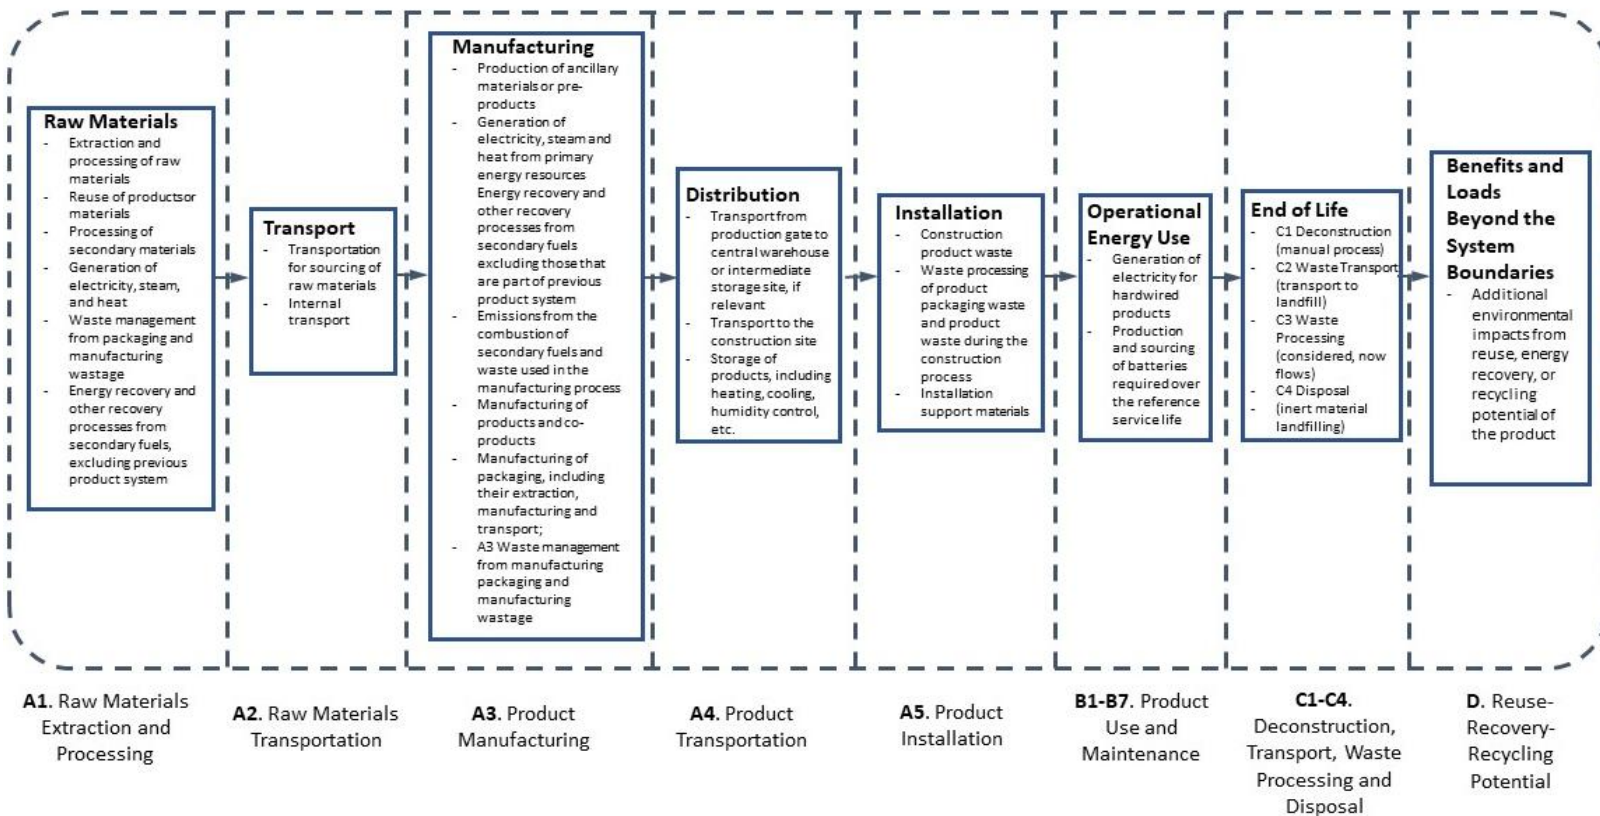 Raw Materials
- Extraction and
processing of raw
materials
- Reuse of productsor
materials
- Processing of
secondary materials
- Generation of
electricity, steam,
and heat
- Waste management
from packaging and
manufacturing
wastage
- Energy recovery and
other recovery
processes from
secondary fuels,
excluding previous
product system
Transport
- Transportation
for sourcing of
raw materials
- Internal
transport
Manufacturing
- Production of ancillary
materials or pre-
products
- Generation of
electricity, steam and
heat from primary
energy resources
Energy recovery and
other recovery
processes from
secondary fuels
excluding those that
are part of previous
product system
- Emissions from the
combustion of
secondary fuels and
waste used in the
manufacturing process
- Manufacturing of
products and co-
products
- Manufacturing of
packaging, including
their extraction,
manufacturing and
transport;
- A3 Waste management
from manufacturing
packaging and
manufacturing
wastage
Distribution
- Transport from
production gate to
central warehouse
or intermediate
storage site, if
relevant
- Transport to the
construction site
- Storage of
products, including
heating, cooling,
humidity control,
etc.
Installation
- Construction
product waste
- Waste processing
of product
packaging waste
and product
waste during the
construction
process
- Installation
support materials
Operational
Energy Use
- Generation of
electricity for
hardwired
products
- Production
and sourcing
of batteries
required over
the reference
service life
End of Life
- C1 Deconstruction
(manual process)
- C2 Waste Transport
(transport to
landfill)
- C3 Waste
Processing
(considered, now
flows)
- C4 Disposal
- (inert material
landfilling)
Benefits and
Loads
Beyond the
System
Boundaries
- Additional
environmental
impacts from
reuse, energy
recovery, or
recycling
potential of
the product
A1. Raw Materials
Extraction and
Processing
A2. Raw Materials
Transportation
A3. Product
Manufacturing
A4. Product
Transportation
A5. Product
Installation
B1-B7. Product
Use and
Maintenance
C1-C4.
Deconstruction,
Transport, Waste
Processing and
Disposal
D. Reuse-
Recovery-
Recycling
Potential